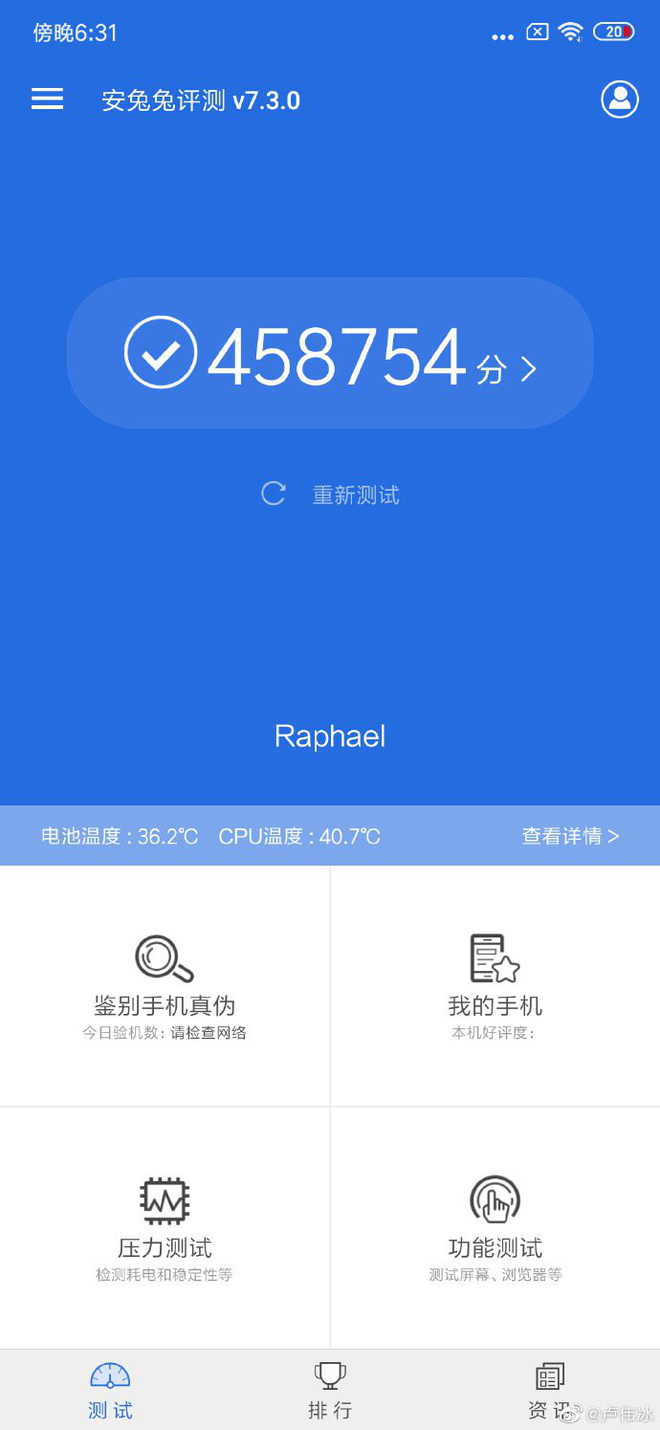 傍晚6:31
20
安兔兔评测 v7.3.0
458754分 >
重新测试
Raphael
电池温度 : 36.2℃ CPU温度 : 40.7℃ 查看详情 >
鉴别手机真伪
今日验机数: 请检查网络
我的手机
本机好评度:
压力测试
检测耗电和稳定性等
功能测试
测试屏幕、浏览器等
测 试
排 行
资 讯
@卢伟冰